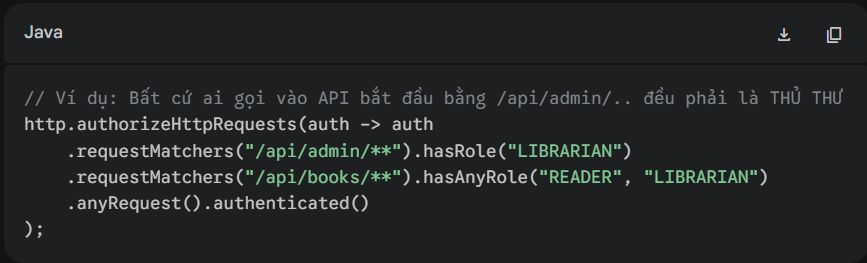 Java
// Ví dụ: Bất cứ ai gọi vào API bắt đầu bằng /api/admin/.. đều phải là THỦ THƯ
http.authorizeHttpRequests(auth -> auth
    .requestMatchers("/api/admin/**").hasRole("LIBRARIAN")
    .requestMatchers("/api/books/**").hasAnyRole("READER", "LIBRARIAN")
    .anyRequest().authenticated()
);